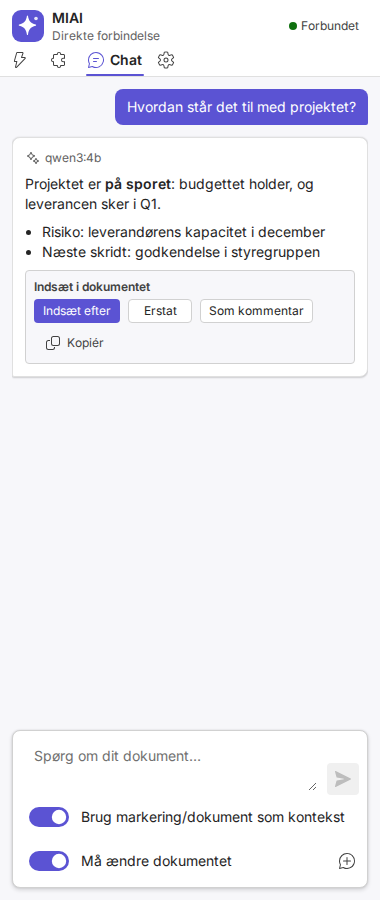 MIAI
Direkte forbindelse
Forbundet
Chat
Hvordan står det til med projektet?
qwen3:4b
Projektet er på sporet: budgettet holder, og
leverancen sker i Q1.
• Risiko: leverandørens kapacitet i december
• Næste skridt: godkendelse i styregruppen
Indsæt i dokumentet
Indsæt efter
Erstat
Som kommentar
Kopiér
Spørg om dit dokument...
Brug markering/dokument som kontekst
Må ændre dokumentet